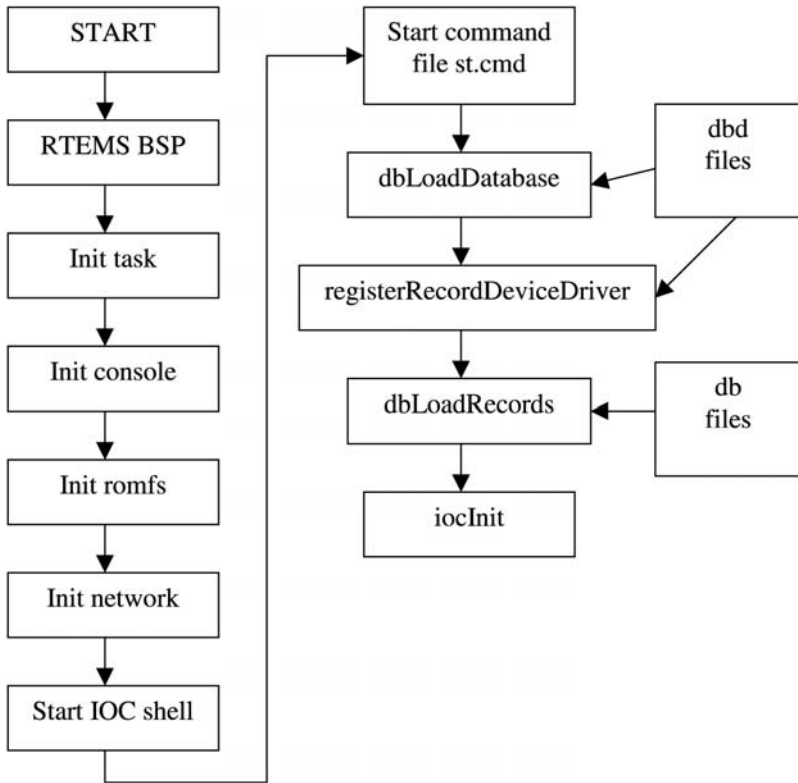 START
RTEMS BSP
Init task
Init console
Init romfs
Init network
Start IOC shell
Start command
file st.cmd
dbLoadDatabase
registerRecordDeviceDriver
dbLoadRecords
iocInit
dbd
files
db
files